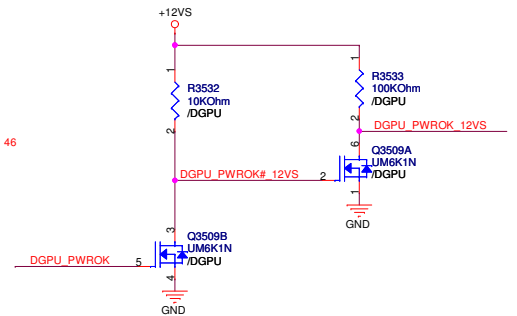 +12VS
1
1
R3532
10KOhm
/DGPU
R3533
100KOhm
/DGPU
2
2
DGPU_PWROK_12VS
46
6
Q3509A
UM6K1N
/DGPU
DGPU_PWROK#_12VS
2
1
GND
3
Q3509B
UM6K1N
/DGPU
DGPU_PWROK
5
4
GND